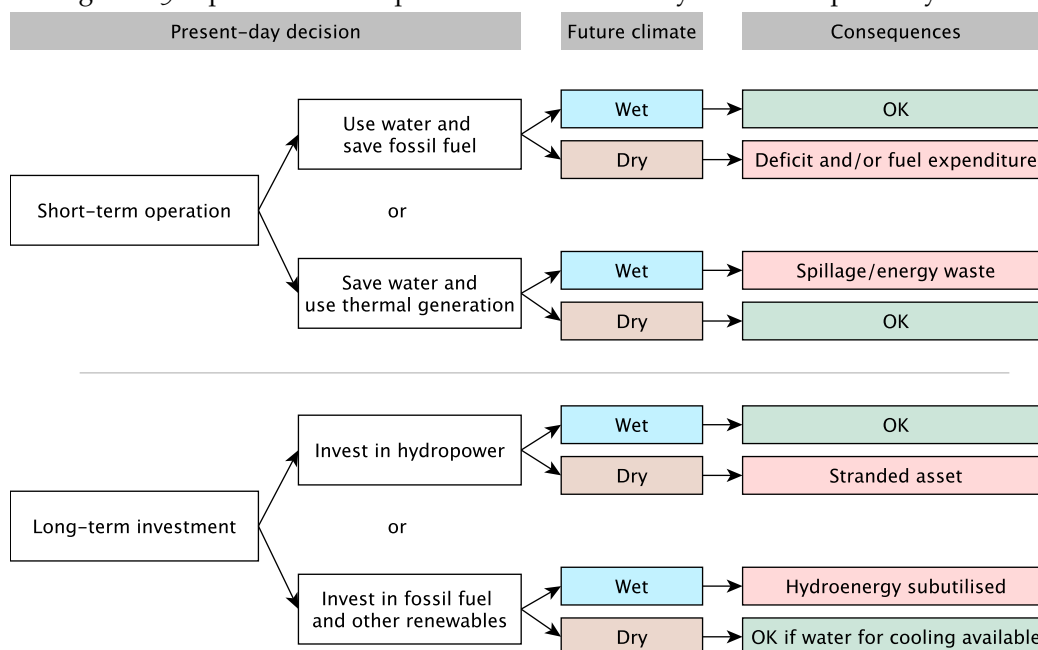 Present-day decision
Future climate
Consequences
Use water and
save fossil fuel
Wet
OK
Dry
Deficit and/or fuel expenditure
Short-term operation
or
Save water and
use thermal generation
Wet
Spillage/energy waste
Dry
OK
Invest in hydropower
Wet
OK
Dry
Stranded asset
Long-term investment
or
Invest in fossil fuel
and other renewables
Wet
Hydroenergy subutilised
Dry
OK if water for cooling available